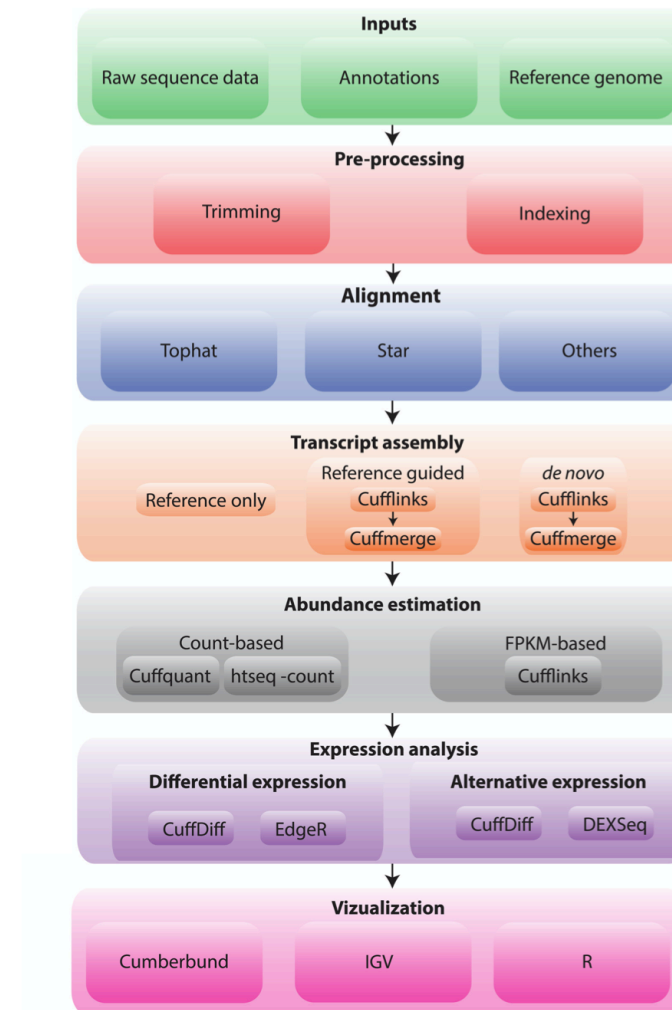 Inputs
Raw sequence data
Annotations
Reference genome
Pre-processing
Trimming
Indexing
Alignment
Tophat
Star
Others
Transcript assembly
Reference only
Reference guided
Cufflinks
Cuffmerge
de novo
Cufflinks
Cuffmerge
Abundance estimation
Count-based
Cuffquant
htseq -count
FPKM-based
Cufflinks
Expression analysis
Differential expression
CuffDiff
EdgeR
Alternative expression
CuffDiff
DEXSeq
Vizualization
Cumberbund
IGV
R